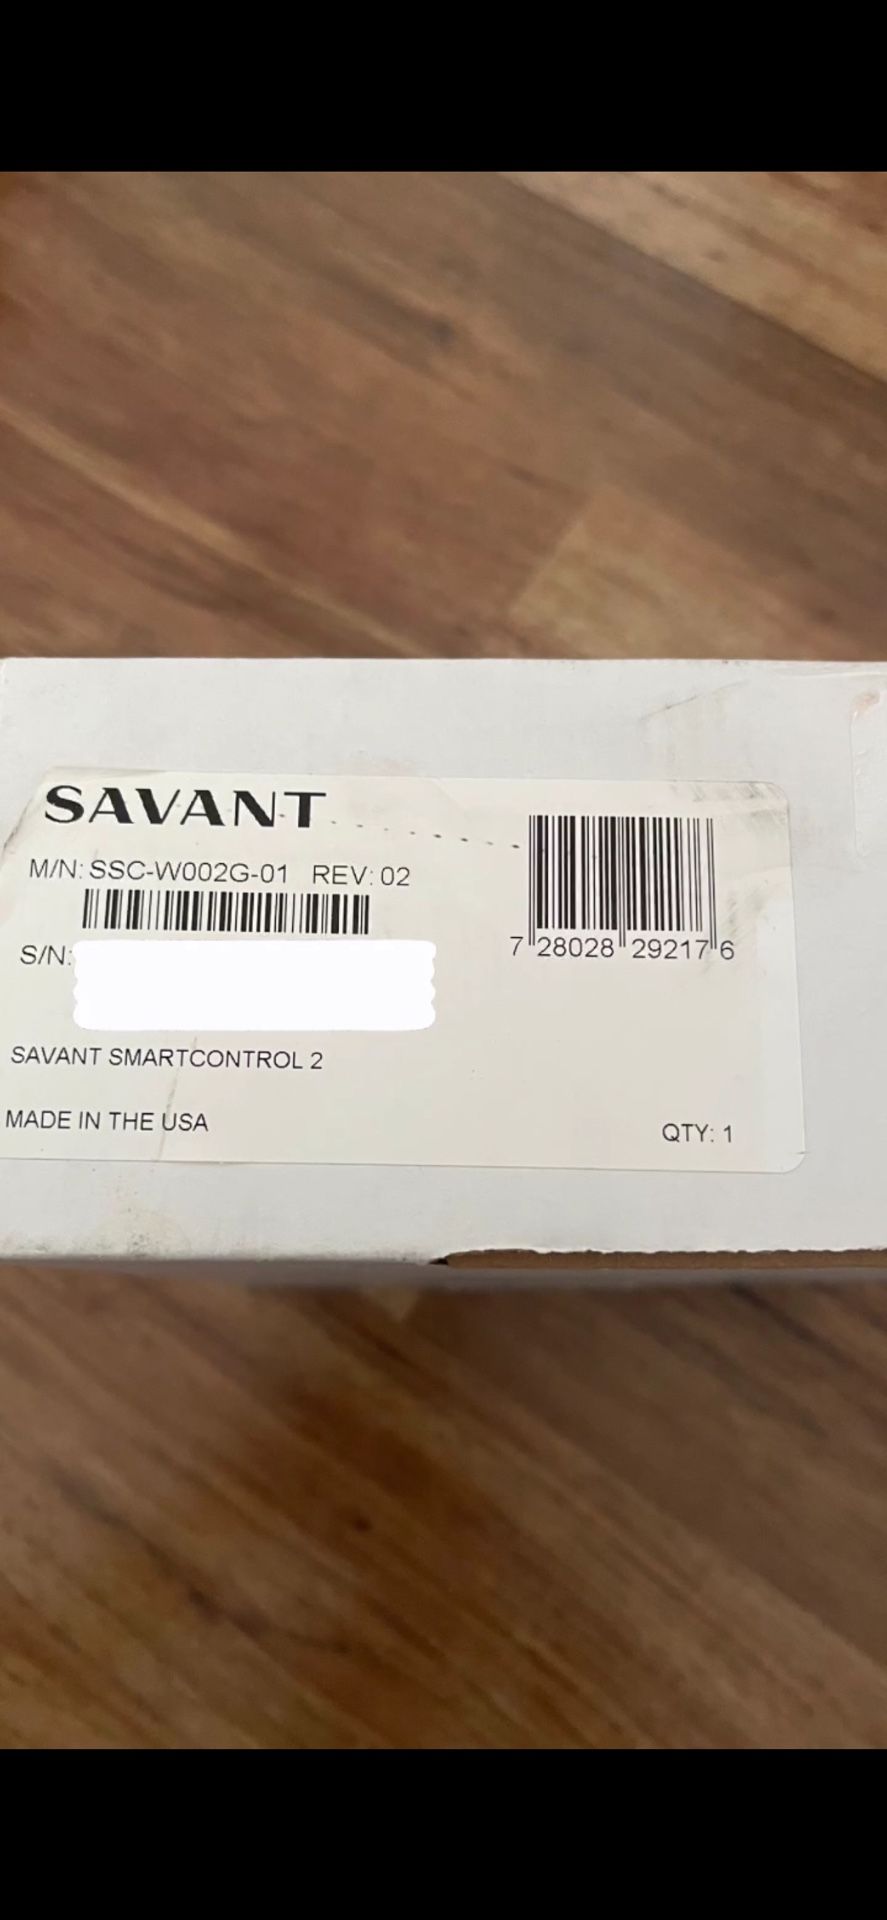 SAVANT
M/N: SSC-W002G-01 REV: 02
S/N:
SAVANT SMARTCONTROL 2
MADE IN THE USA
7 28028 29217 6
QTY: 1